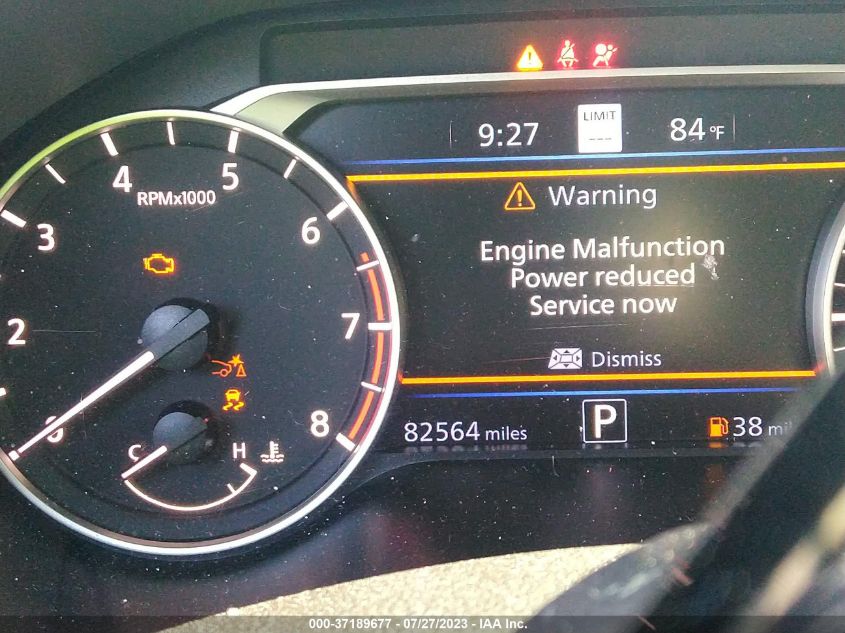 9:27
LIMIT
---
84 °F
4
5
RPMx1000
3
6
2
7
8
0
C
H
Warning
Engine Malfunction
Power reduced
Service now
Dismiss
82564 miles
P
38
000-37189677 - 07/27/2023 - IAA Inc.